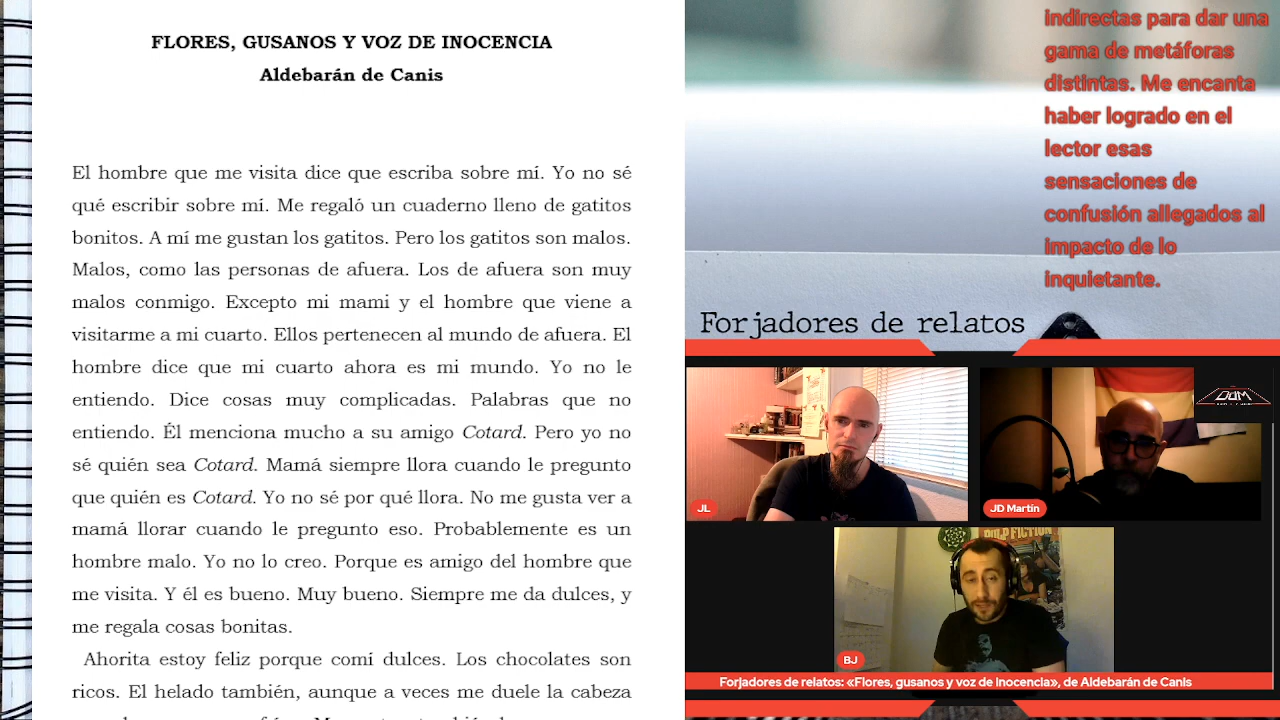 FLORES, GUSANOS Y VOZ DE INOCENCIA
Aldebarán de Canis
El hombre que me visita dice que escriba sobre mí. Yo no sé
qué escribir sobre mí. Me regaló un cuaderno lleno de gatitos
bonitos. A mí me gustan los gatitos. Pero los gatitos son malos.
Malos, como las personas de afuera. Los de afuera son muy
malos conmigo. Excepto mi mami y el hombre que viene a
visitarme a mi cuarto. Ellos pertenecen al mundo de afuera. El
hombre dice que mi cuarto ahora es mi mundo. Yo no le
entiendo. Dice cosas muy complicadas. Palabras que no
entiendo. Él menciona mucho a su amigo Cotard. Pero yo no
sé quién sea Cotard. Mamá siempre llora cuando le pregunto
que quién es Cotard. Yo no sé por qué llora. No me gusta ver a
mamá llorar cuando le pregunto eso. Probablemente es un
hombre malo. Yo no lo creo. Porque es amigo del hombre que
me visita. Y él es bueno. Muy bueno. Siempre me da dulces, y
me regala cosas bonitas.
Ahorita estoy feliz porque comí dulces. Los chocolates son
ricos. El helado también, aunque a veces me duele la cabeza
indirectas para dar una
gama de metáforas
distintas. Me encanta
haber logrado en el
lector esas
sensaciones de
confusión allegados al
impacto de lo
inquietante.
Forjadores de relatos
JL
JD Martín
PULP FICTION
BJ
Forjadores de relatos: «Flores, gusanos y voz de inocencia», de Aldebarán de Canis